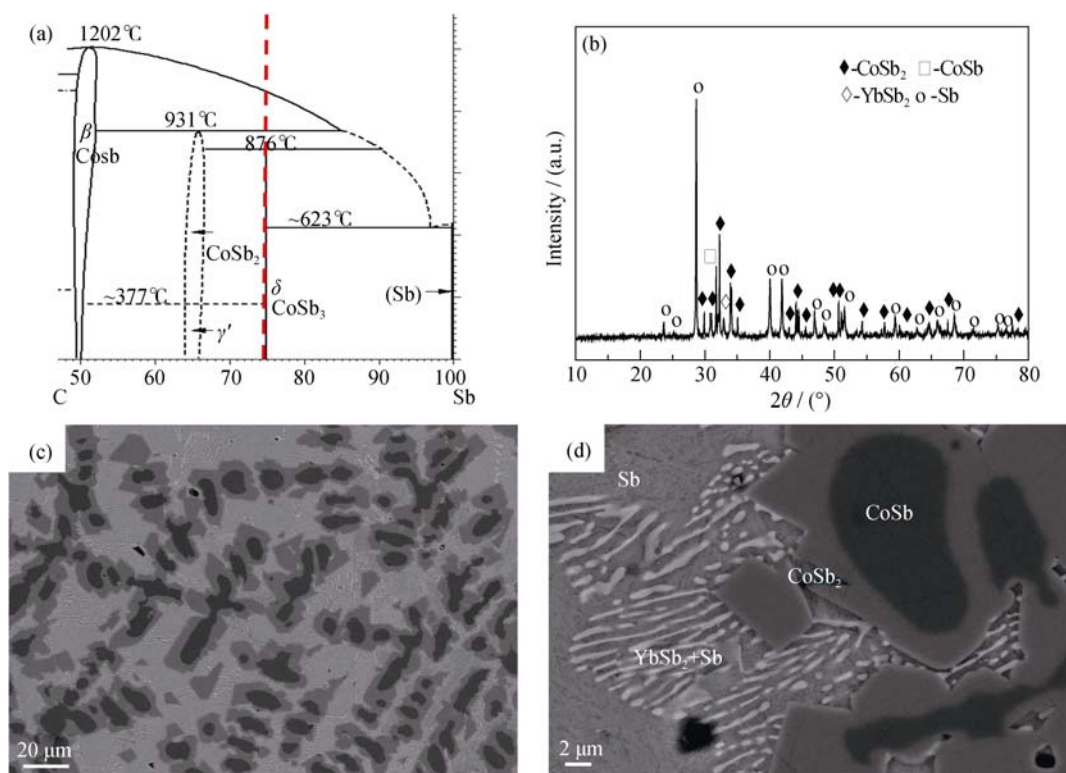 (a)
1202℃
931℃
876℃
~623℃
~377℃
β
Cosb
CoSb₂
γ′
δ
CoSb₃
(Sb)
50 60 70 80 90 100
C Sb
(b)
♦-CoSb₂ □-CoSb
◇-YbSb₂ o -Sb
Intensity / (a.u.)
10 20 30 40 50 60 70 80
2θ / (°)
(c)
20 μm
(d)
Sb
CoSb
CoSb₂
YbSb₂+Sb
2 μm